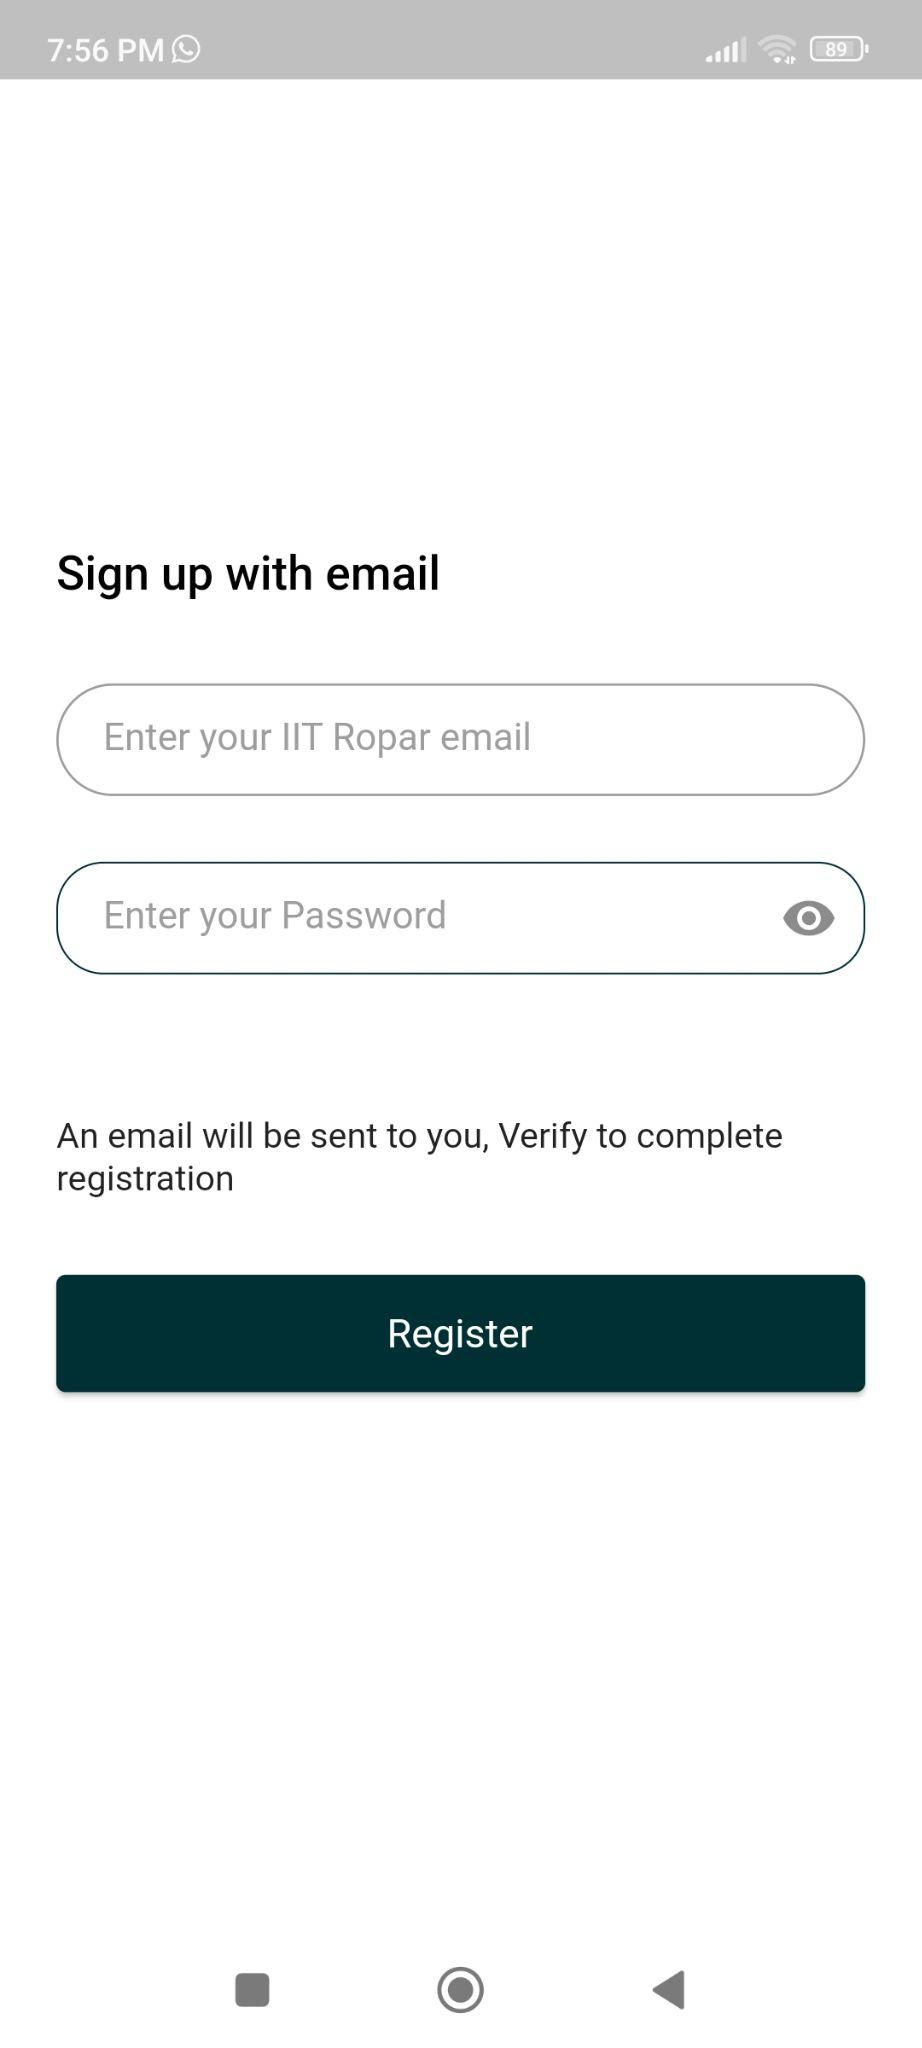 7:56 PM
89
Sign up with email
Enter your IIT Ropar email
Enter your Password
An email will be sent to you, Verify to complete
registration
Register